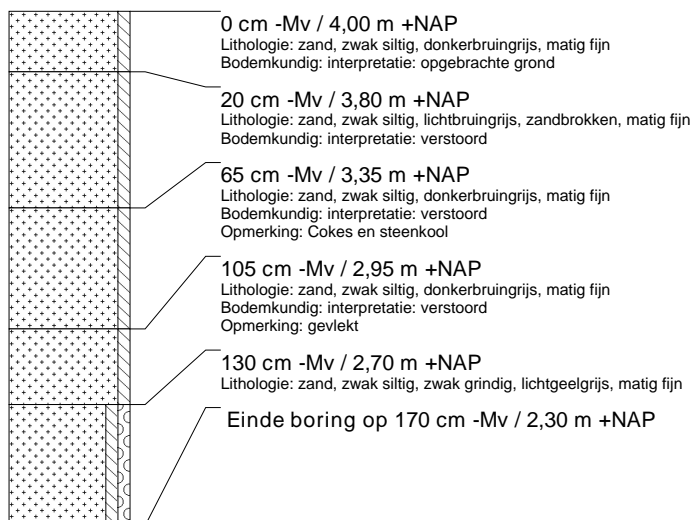 0 cm -Mv / 4,00 m +NAP
Lithologie: zand, zwak siltig, donkerbruingrijs, matig fijn
Bodemkundig: interpretatie: opgebrachte grond
20 cm -Mv / 3,80 m +NAP
Lithologie: zand, zwak siltig, lichtbruingrijs, zandbrokken, matig fijn
Bodemkundig: interpretatie: verstoord
65 cm -Mv / 3,35 m +NAP
Lithologie: zand, zwak siltig, donkerbruingrijs, matig fijn
Bodemkundig: interpretatie: verstoord
Opmerking: Cokes en steenkool
105 cm -Mv / 2,95 m +NAP
Lithologie: zand, zwak siltig, donkerbruingrijs, matig fijn
Bodemkundig: interpretatie: verstoord
Opmerking: gevlekt
130 cm -Mv / 2,70 m +NAP
Lithologie: zand, zwak siltig, zwak grindig, lichtgeelgrijs, matig fijn
Einde boring op 170 cm -Mv / 2,30 m +NAP